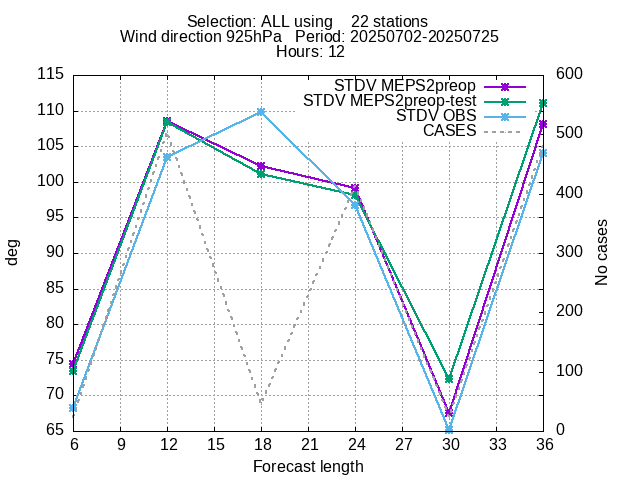 Selection: ALL using    22 stations
Wind direction 925hPa   Period: 20250702-20250725
Hours: 12
115
110
105
100
95
90
85
80
75
70
65
600
500
400
300
200
100
0
STDV MEPS2preop
STDV MEPS2preop-test
STDV OBS
CASES
deg
No cases
6 9 12 15 18 21 24 27 30 33 36
Forecast length